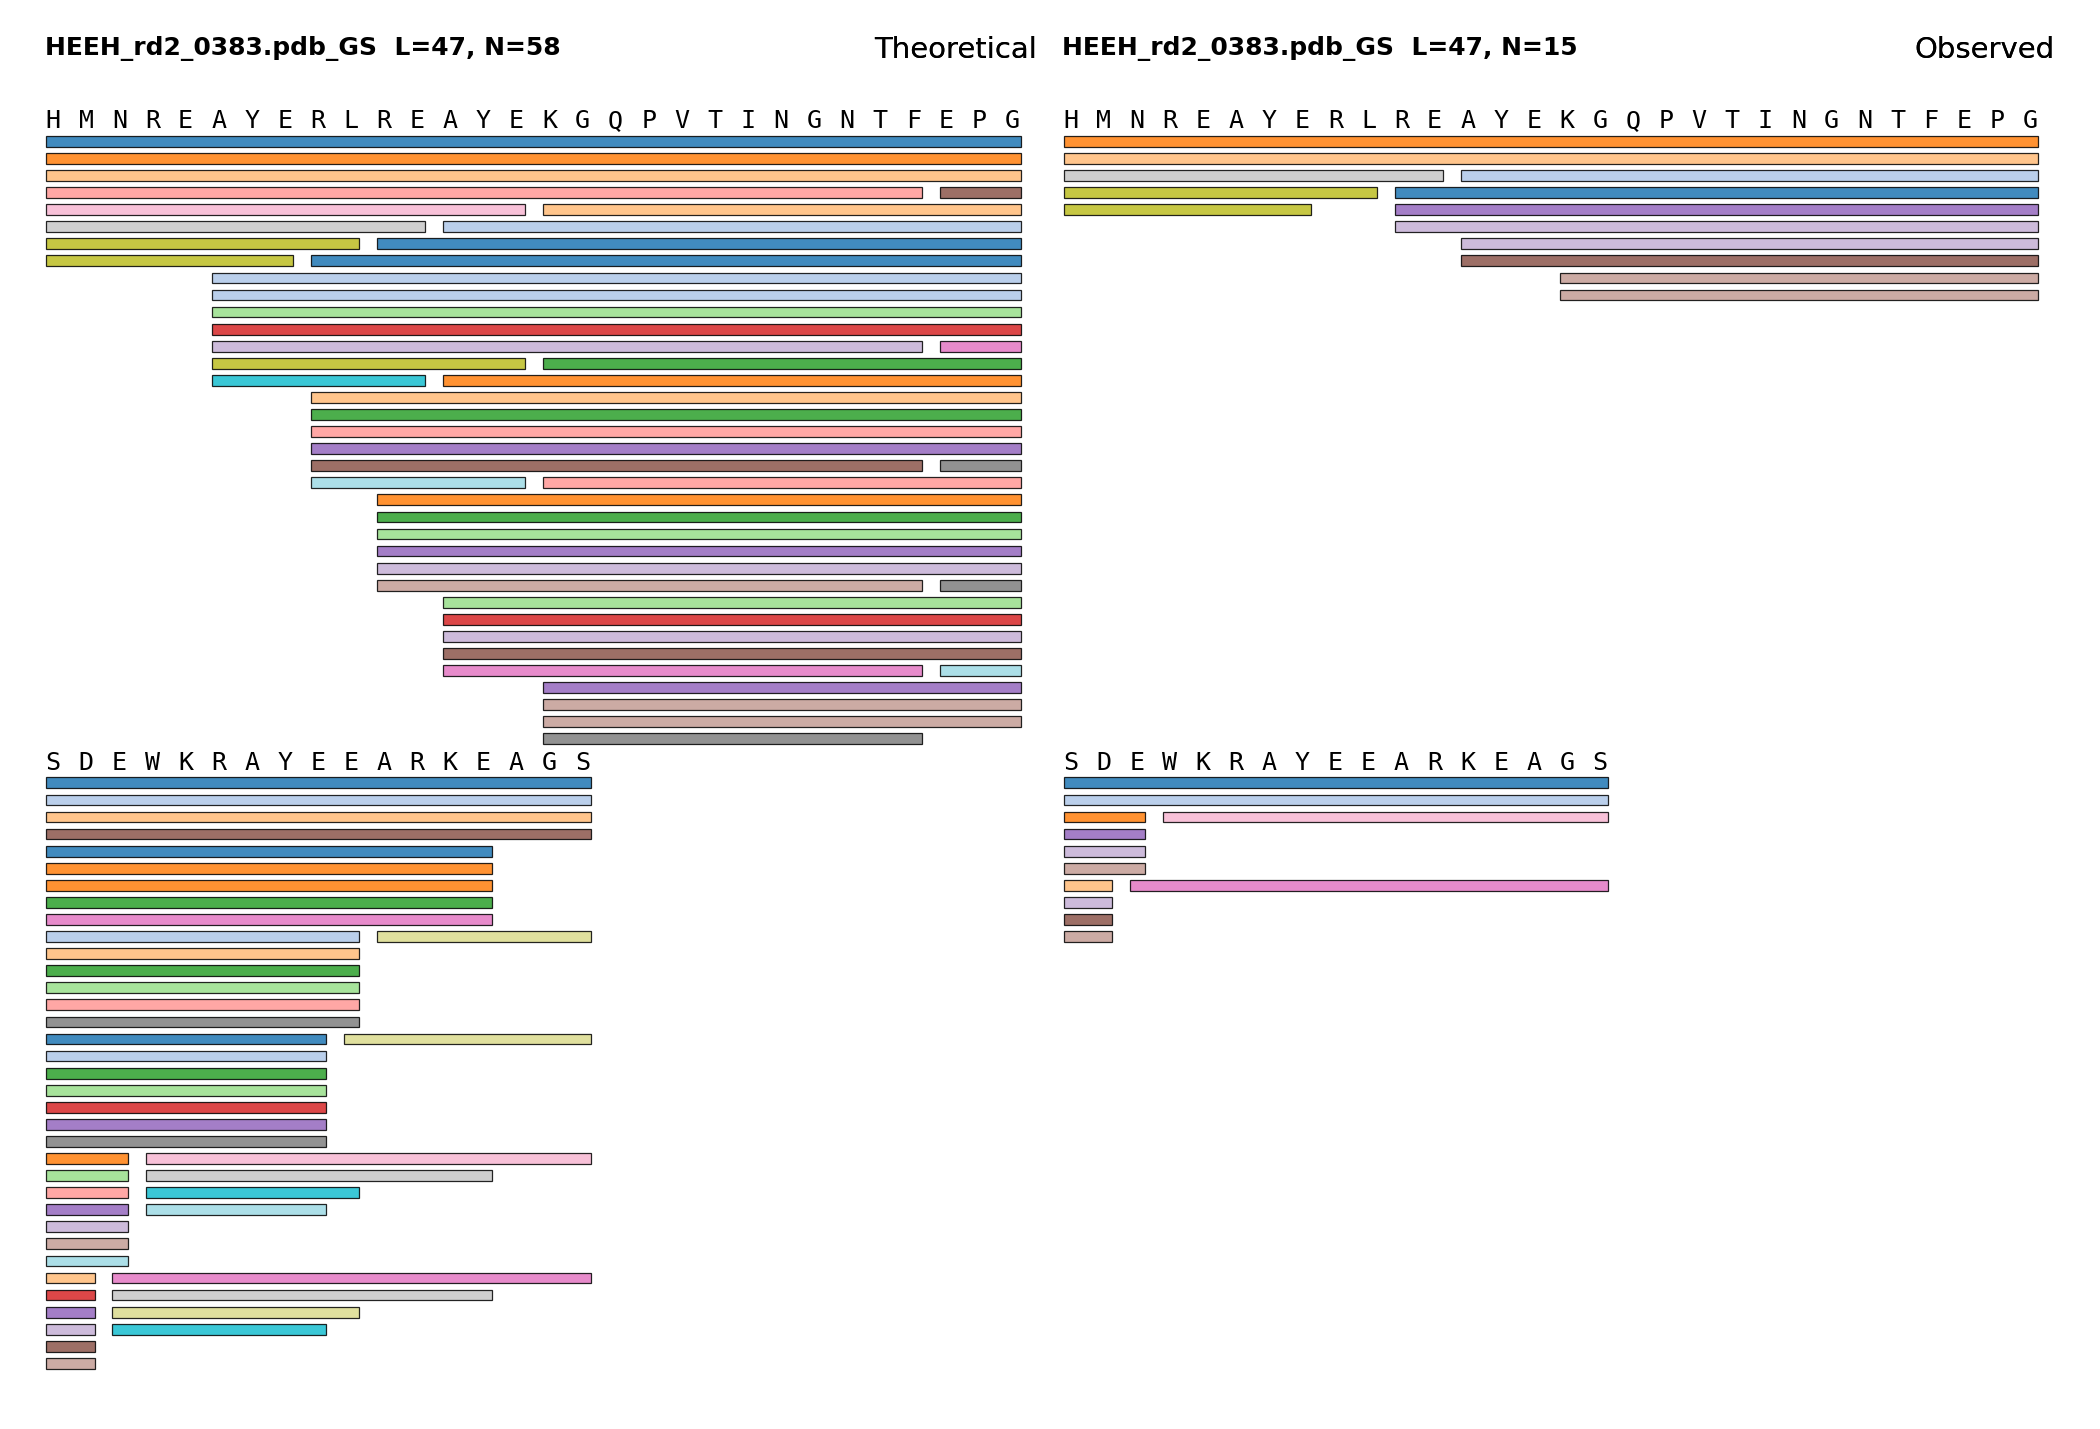 HEEH_rd2_0383.pdb_GS L=47, N=58
Theoretical
HEEH_rd2_0383.pdb_GS L=47, N=15
Observed
H M N R E A Y E R L R E A Y E K G Q P V T I N G N T F E P G
H M N R E A Y E R L R E A Y E K G Q P V T I N G N T F E P G
S D E W K R A Y E E A R K E A G S
S D E W K R A Y E E A R K E A G S